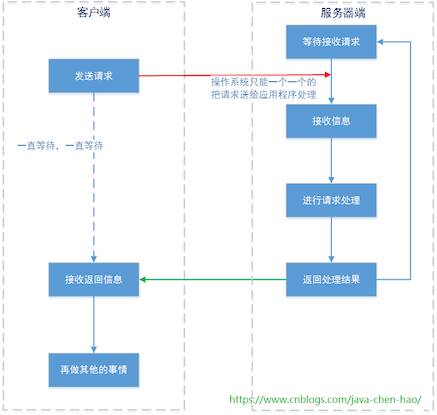 客户端
服务器端
等待接收请求
发送请求
操作系统只能一个一个的
把请求送给应用程序处理
接收信息
一直等待，一直等待
进行请求处理
接收返回信息
返回处理结果
再做其他的事情
https://www.cnblogs.com/java-chen-hao/